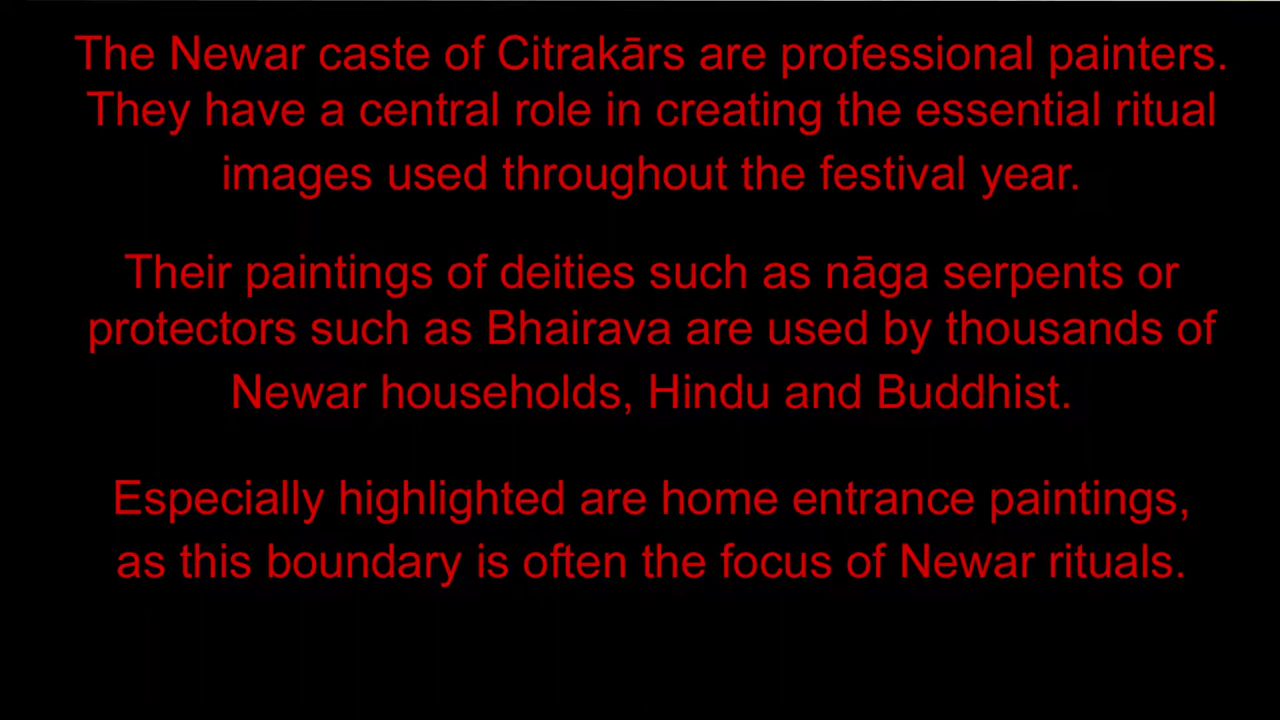 The Newar caste of Citrakārs are professional painters.
They have a central role in creating the essential ritual
images used throughout the festival year.
Their paintings of deities such as nāga serpents or
protectors such as Bhairava are used by thousands of
Newar households, Hindu and Buddhist.
Especially highlighted are home entrance paintings,
as this boundary is often the focus of Newar rituals.